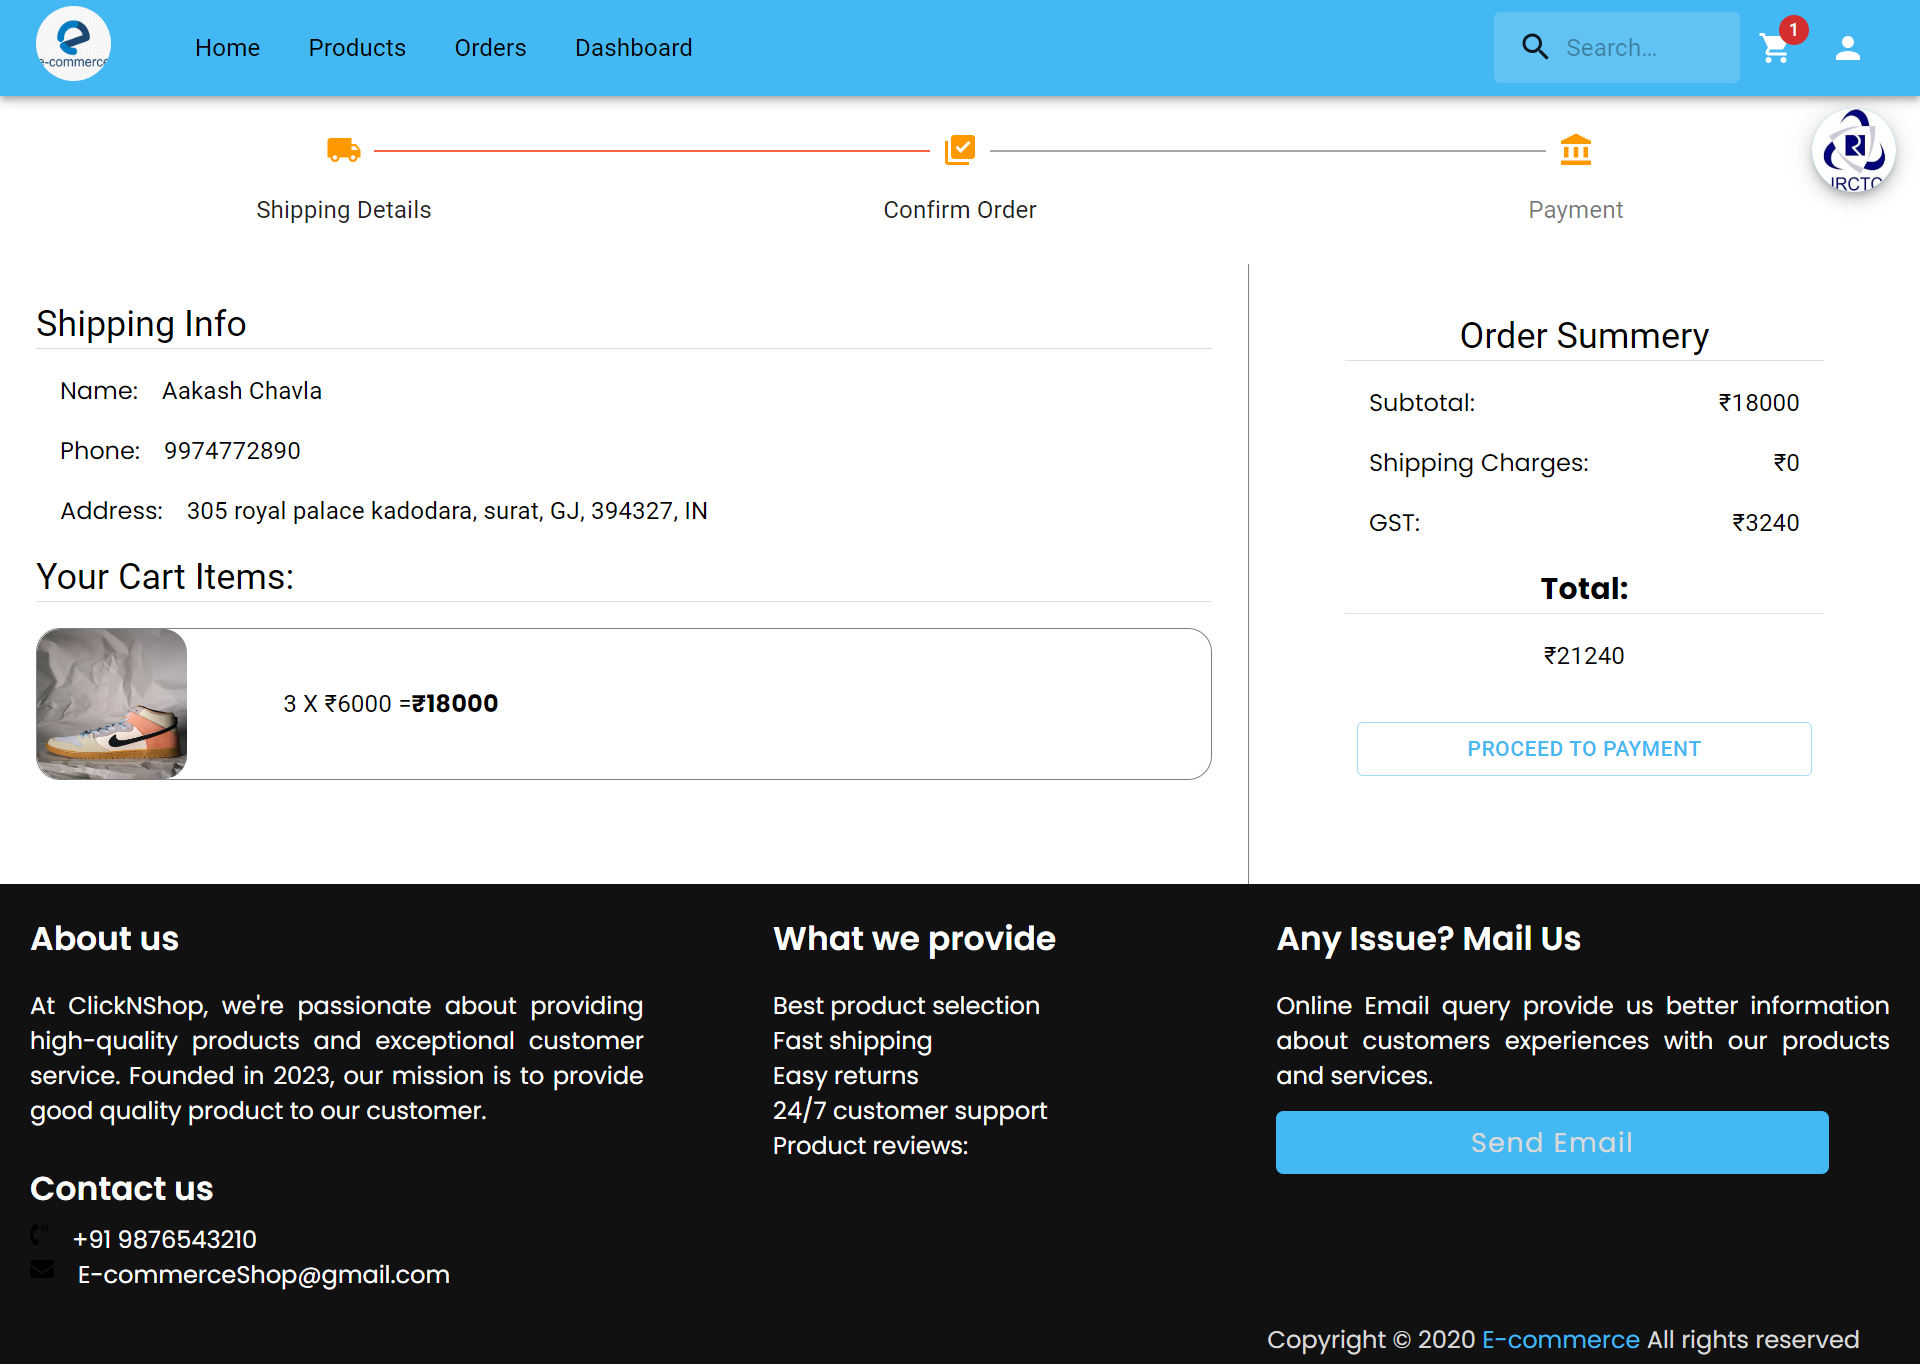 e-commerce
Home
Products
Orders
Dashboard
Search...
1
IRCTC
Shipping Details
Confirm Order
Payment
Shipping Info
Name: Aakash Chavla
Phone: 9974772890
Address: 305 royal palace kadodara, surat, GJ, 394327, IN
Your Cart Items:
3 X ₹6000 =₹18000
Order Summery
Subtotal: ₹18000
Shipping Charges: ₹0
GST: ₹3240
Total:
₹21240
PROCEED TO PAYMENT
About us
At ClickNShop, we're passionate about providing
high-quality products and exceptional customer
service. Founded in 2023, our mission is to provide
good quality product to our customer.
Contact us
+91 9876543210
E-commerceShop@gmail.com
What we provide
Best product selection
Fast shipping
Easy returns
24/7 customer support
Product reviews:
Any Issue? Mail Us
Online Email query provide us better information
about customers experiences with our products
and services.
Send Email
Copyright © 2020 E-commerce All rights reserved